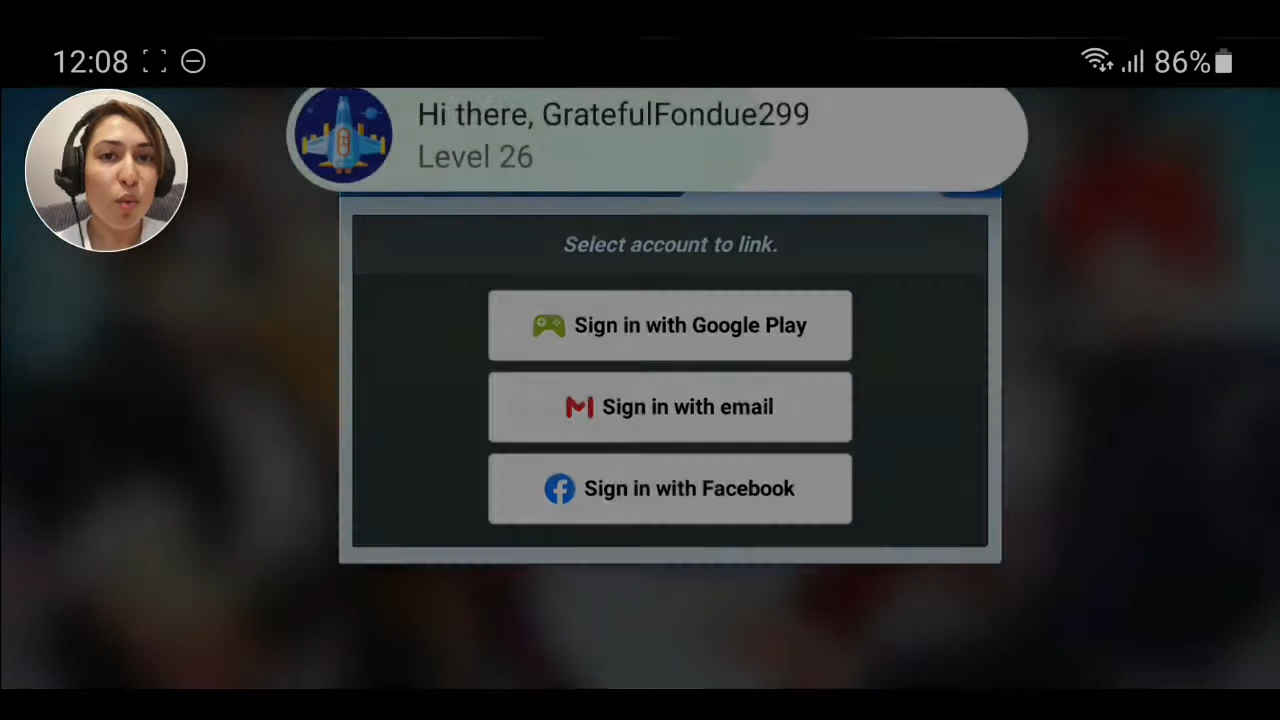 12:08
86%
Hi there, GratefulFondue299
Level 26
Select account to link.
Sign in with Google Play
Sign in with email
Sign in with Facebook